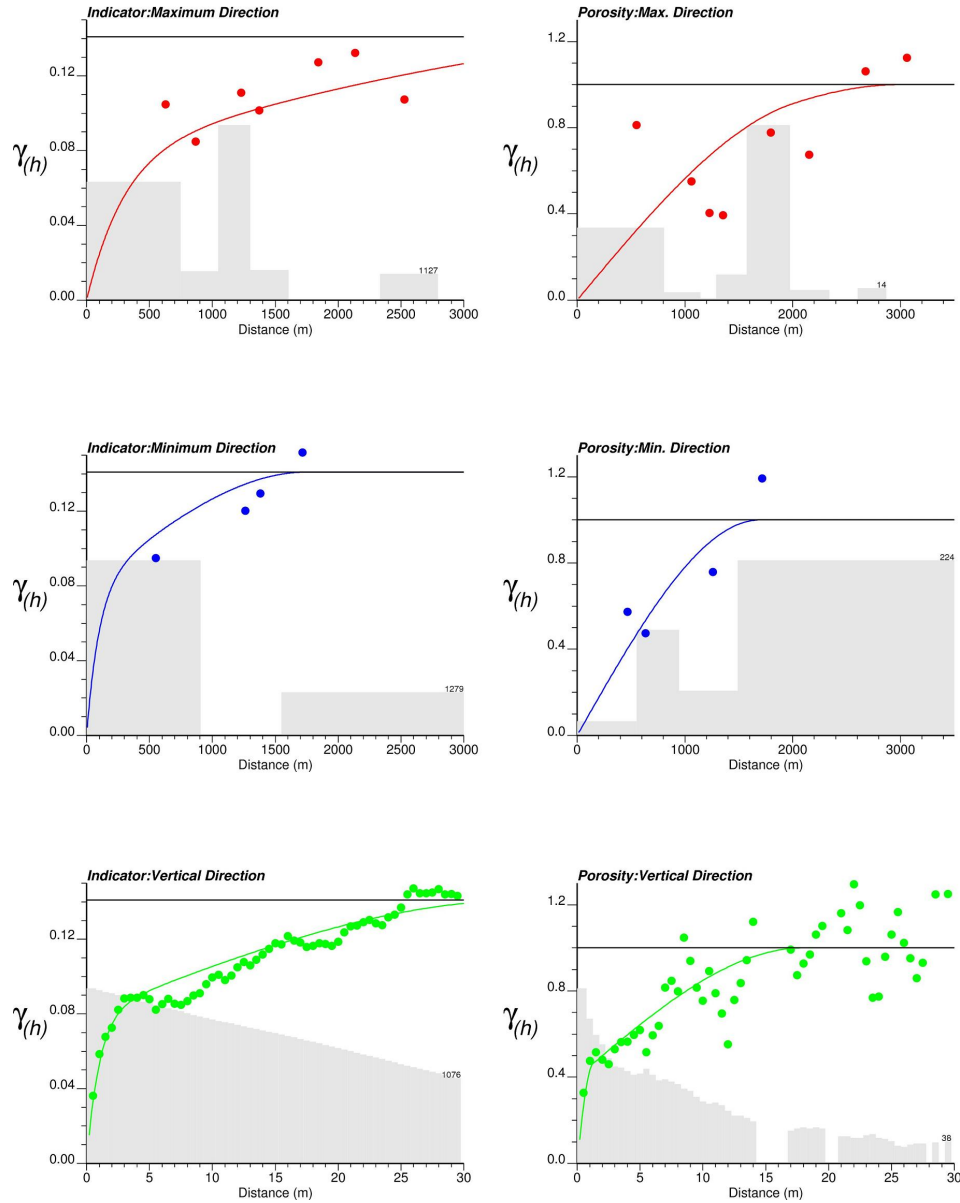 Indicator:Maximum Direction
γ(h)
0.12
0.08
0.04
0.00
1127
0 500 1000 1500 2000 2500 3000
Distance (m)
Porosity:Max. Direction
γ(h)
1.2
0.8
0.4
0.0
14
0 1000 2000 3000
Distance (m)
Indicator:Minimum Direction
γ(h)
0.12
0.08
0.04
0.00
1279
0 500 1000 1500 2000 2500 3000
Distance (m)
Porosity:Min. Direction
γ(h)
1.2
0.8
0.4
0.0
224
0 1000 2000 3000
Distance (m)
Indicator:Vertical Direction
γ(h)
0.12
0.08
0.04
0.00
1076
0 5 10 15 20 25 30
Distance (m)
Porosity:Vertical Direction
γ(h)
1.2
0.8
0.4
0.0
38
0 5 10 15 20 25 30
Distance (m)